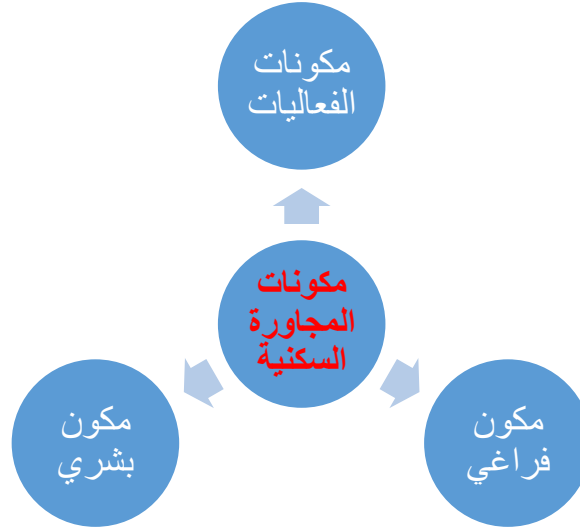 مكونات
الفعاليات
مكونات
المجاورة
السكنية
مكون
فراغي
مكون
بشري